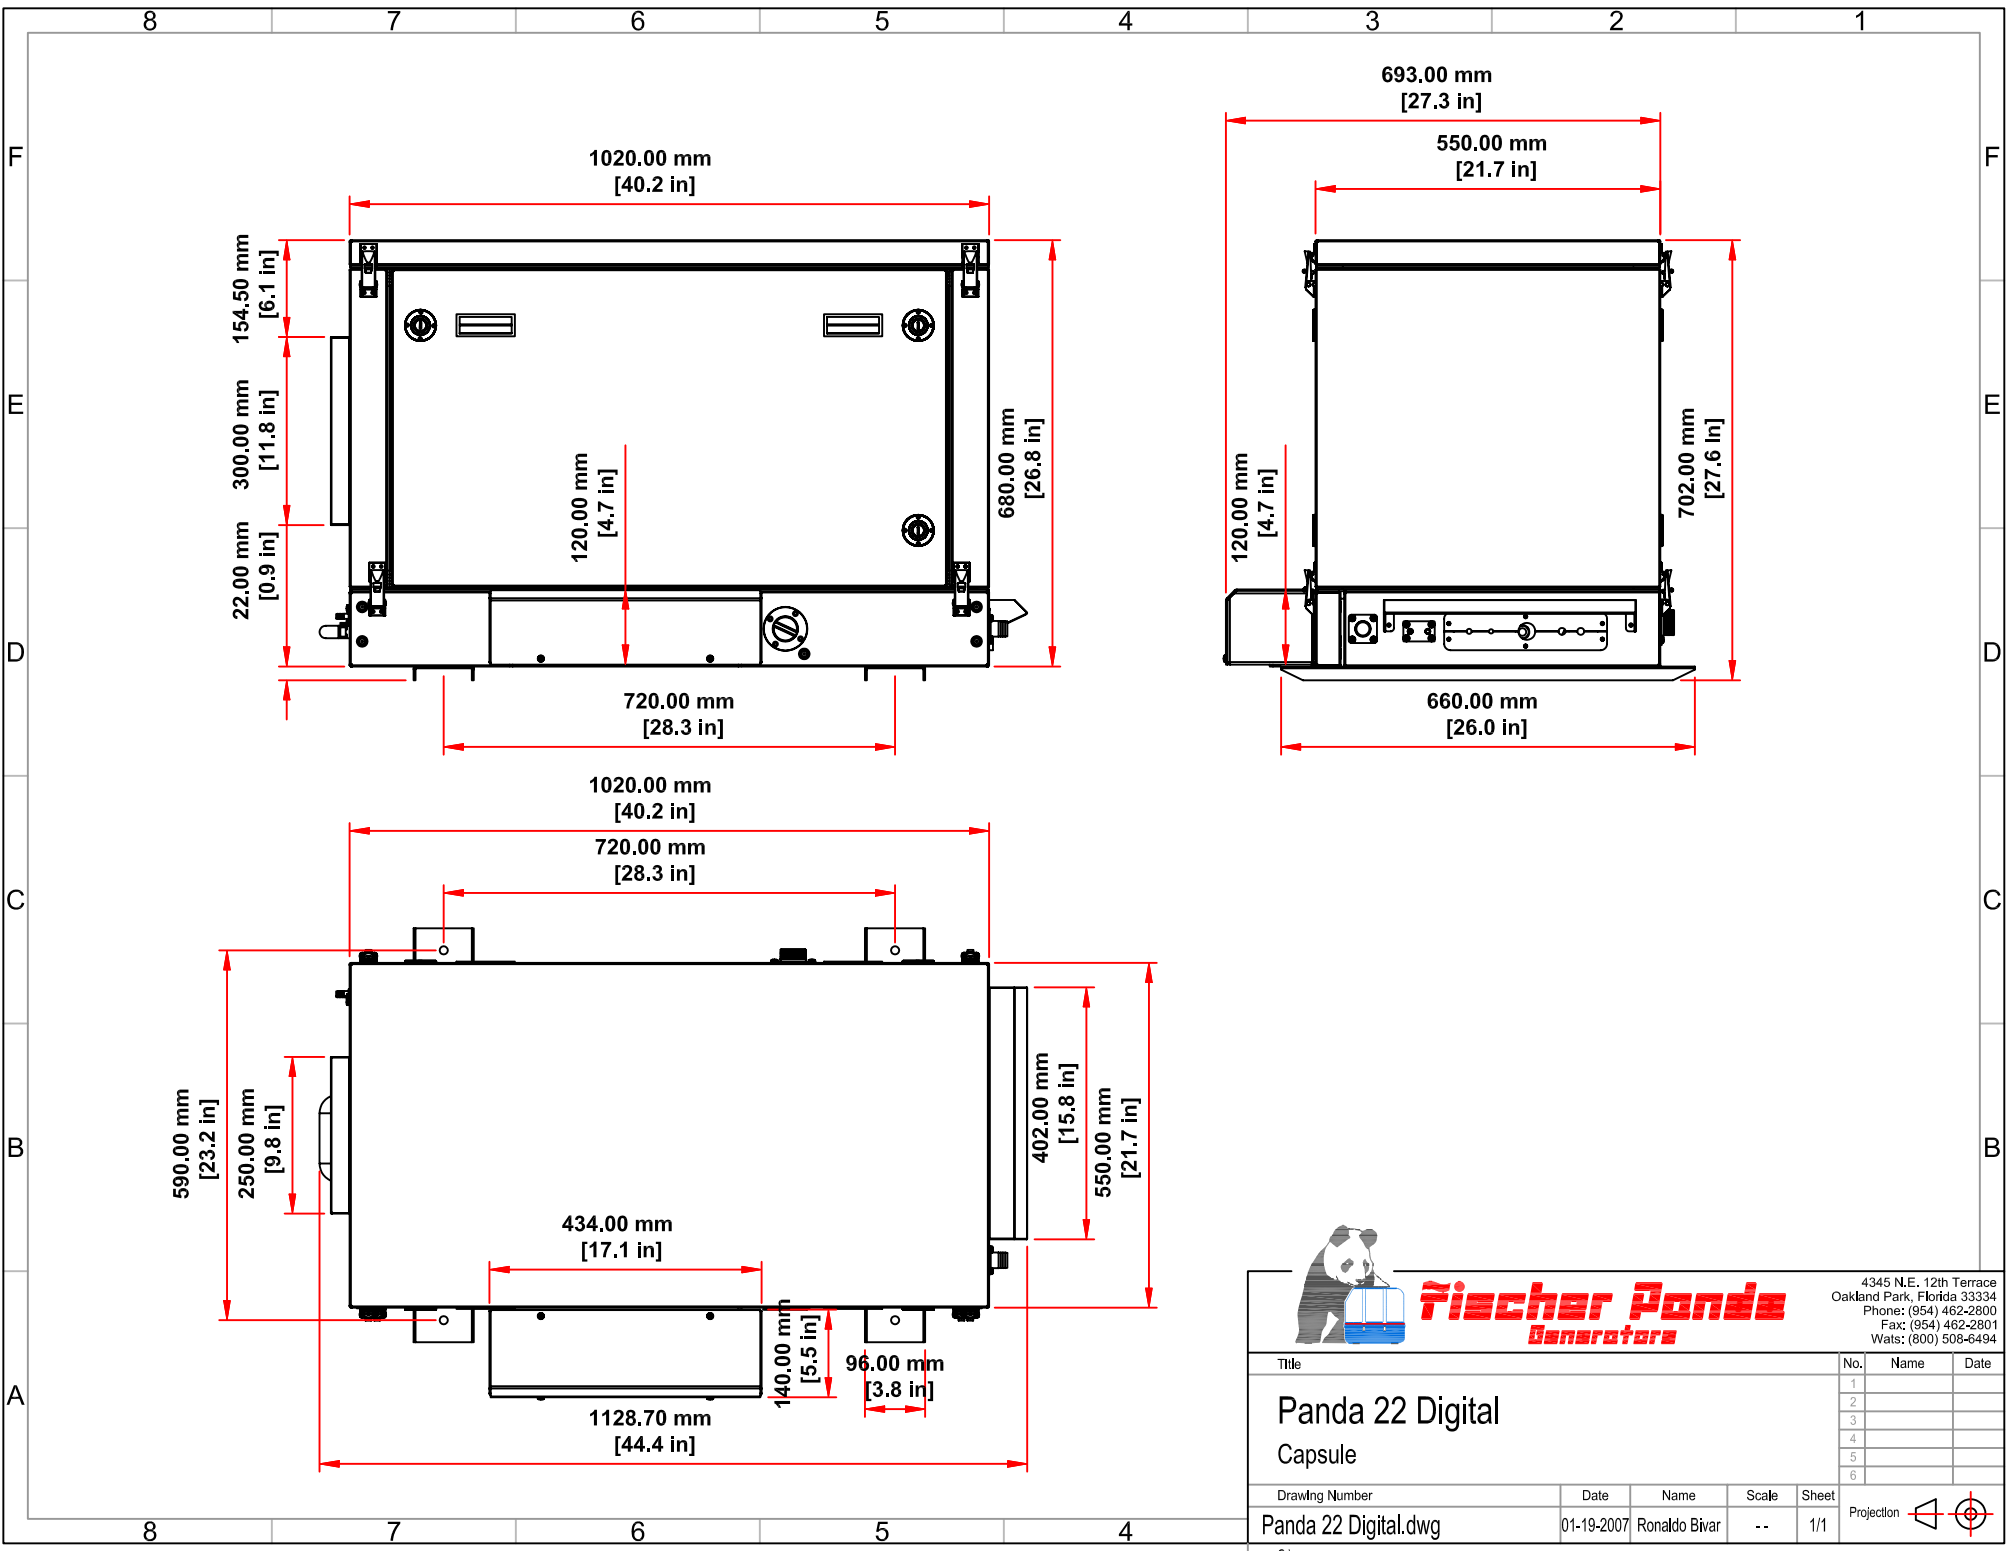 8 7 6 5 4 3 2 1
F
E
D
C
B
A
F
E
D
C
B
1020.00 mm
[40.2 in]
154.50 mm
[6.1 in]
300.00 mm
[11.8 in]
22.00 mm
[0.9 in]
120.00 mm
[4.7 in]
680.00 mm
[26.8 in]
720.00 mm
[28.3 in]
693.00 mm
[27.3 in]
550.00 mm
[21.7 in]
120.00 mm
[4.7 in]
702.00 mm
[27.6 in]
660.00 mm
[26.0 in]
1020.00 mm
[40.2 in]
720.00 mm
[28.3 in]
590.00 mm
[23.2 in]
250.00 mm
[9.8 in]
402.00 mm
[15.8 in]
550.00 mm
[21.7 in]
434.00 mm
[17.1 in]
140.00 mm
[5.5 in]
96.00 mm
[3.8 in]
1128.70 mm
[44.4 in]
Fischer Panda
Generators
4345 N.E. 12th Terrace
Oakland Park, Florida 33334
Phone: (954) 462-2800
Fax: (954) 462-2801
Wats: (800) 508-6494
Title
Panda 22 Digital
Capsule
No. Name Date
1
2
3
4
5
6
Drawing Number Date Name Scale Sheet
Panda 22 Digital.dwg 01-19-2007 Ronaldo Bivar -- 1/1
Projection
8 7 6 5 4